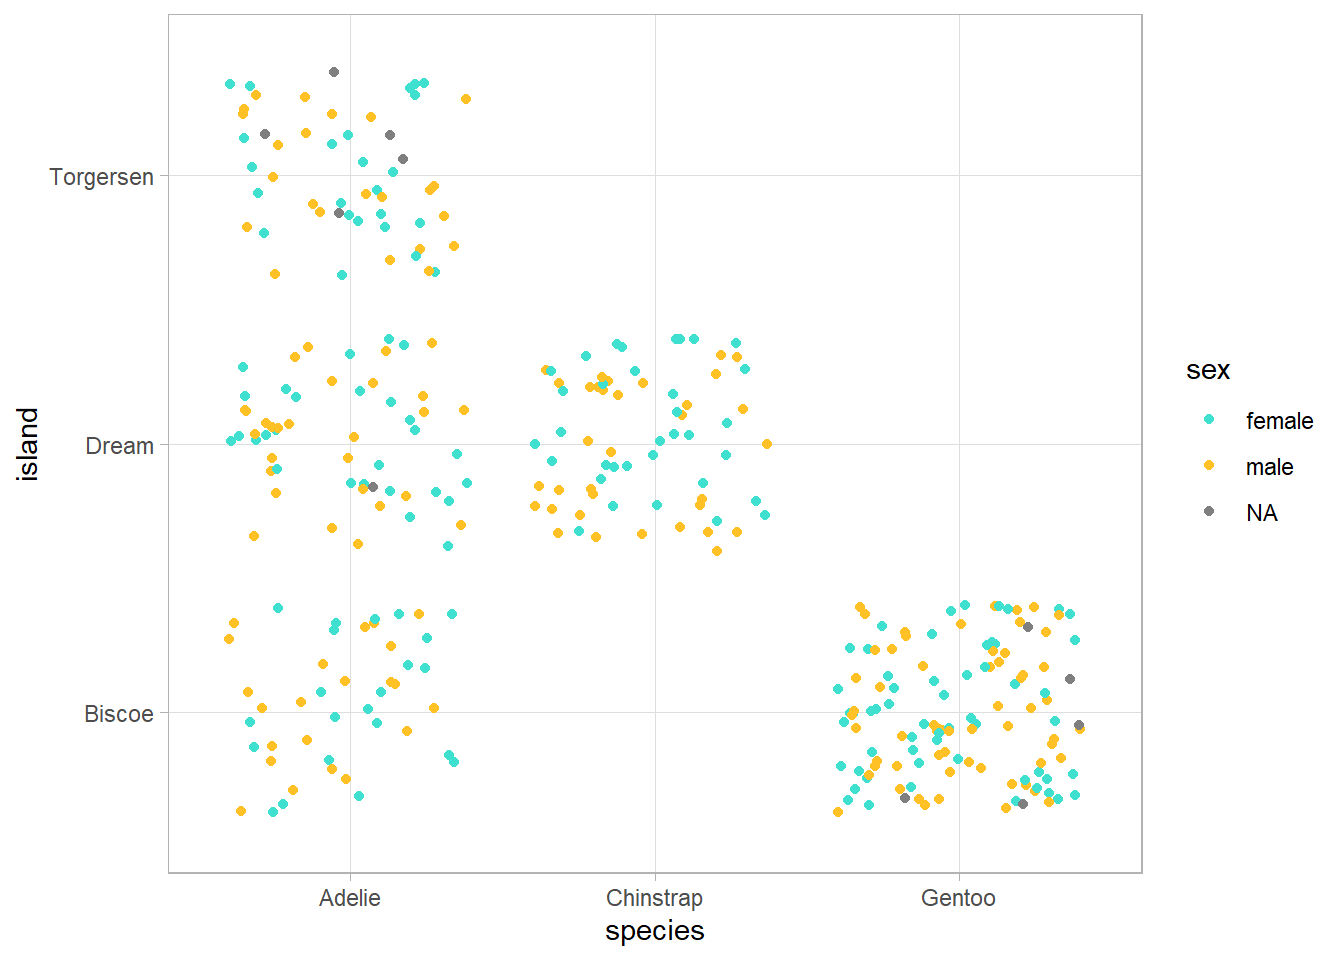 Torgersen
Dream
Biscoe
island
Adelie
Chinstrap
Gentoo
species
sex
female
male
NA